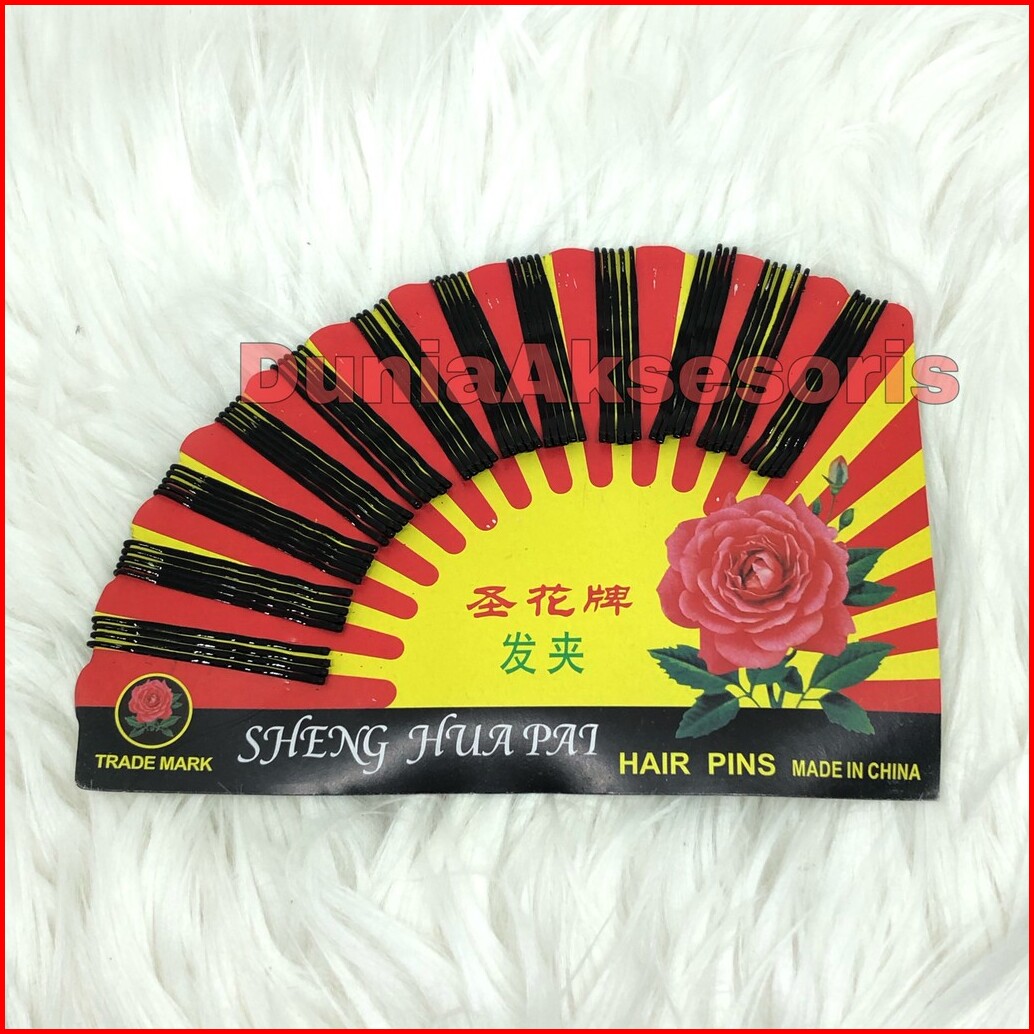 DuniaAksesoris
圣花牌
发夹
TRADE MARK
SHENG HUA PAI
HAIR PINS
MADE IN CHINA